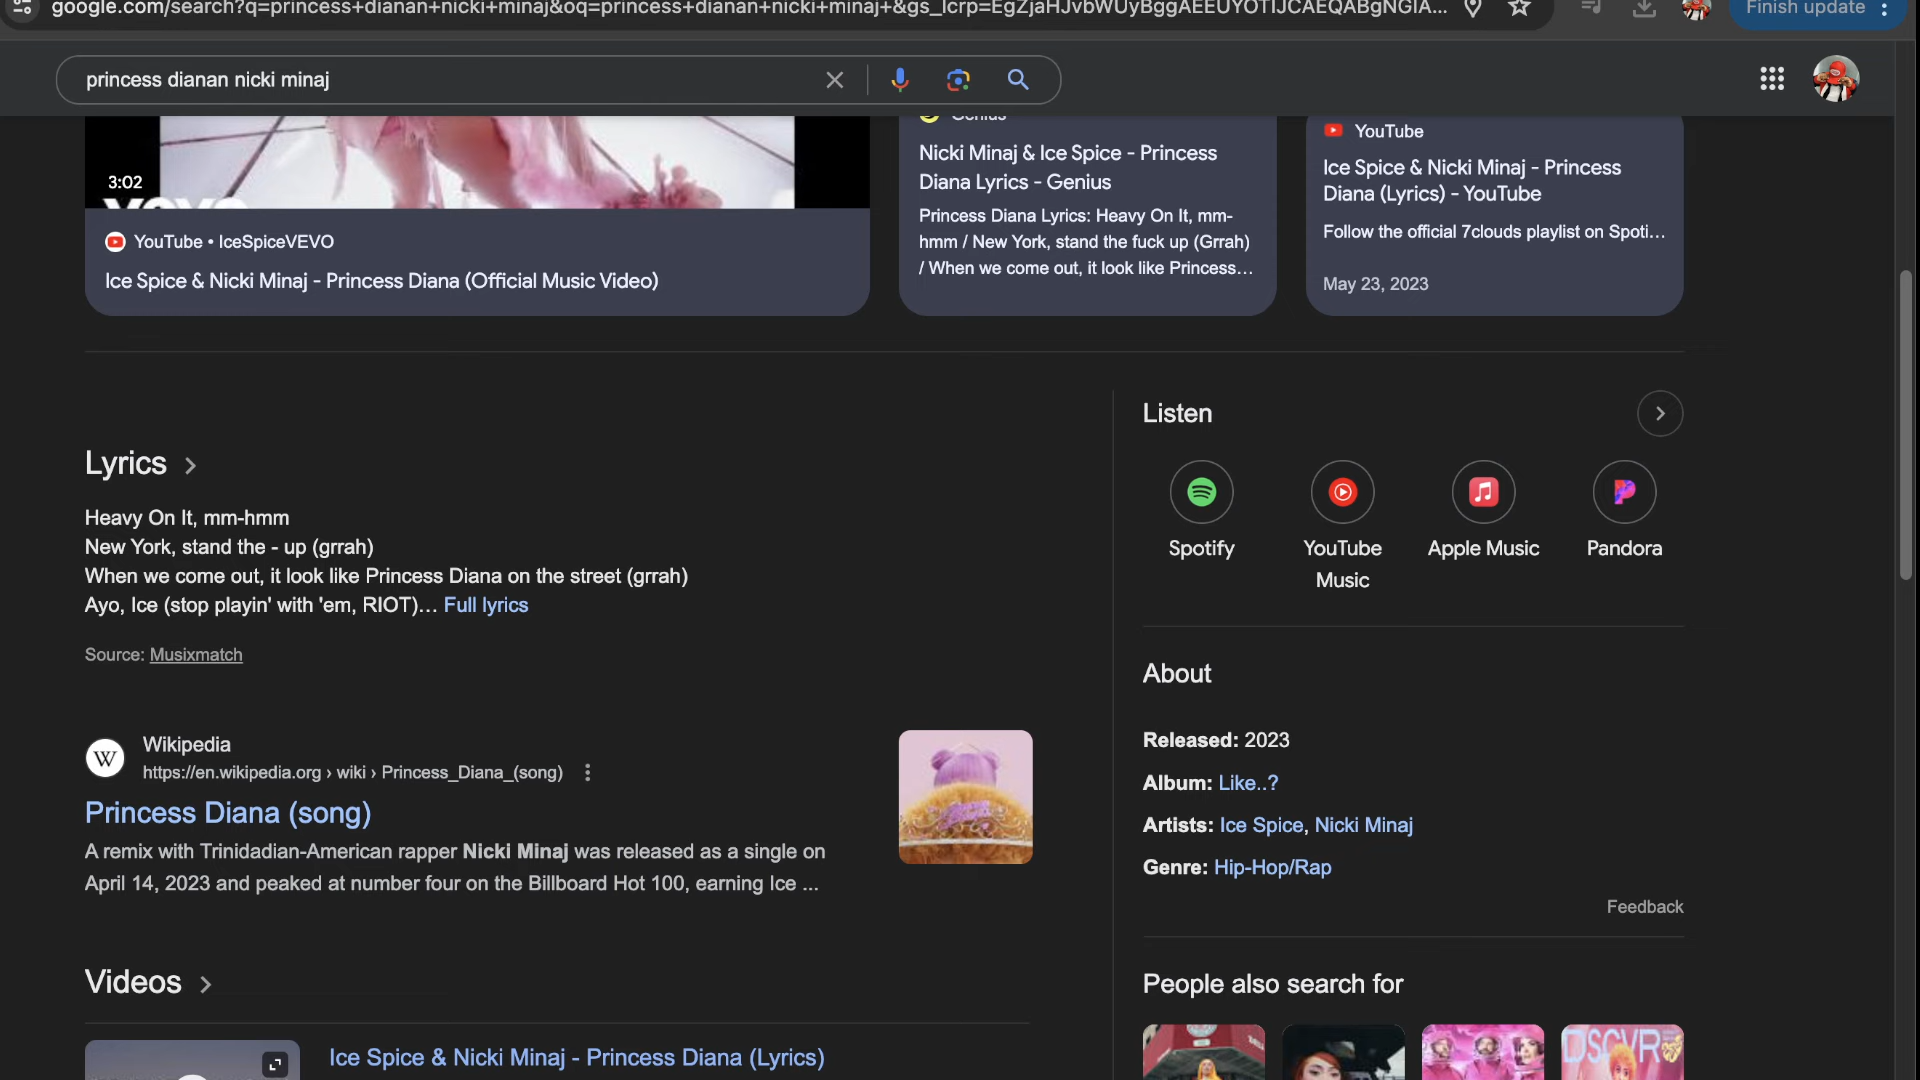 google.com/search?q=princess+dianan+nicki+minaj&oq=princess+dianan+nicki+minaj+&gs_lcrp=EgZjaHJvbWUyBggAEEUYOTIJCAEQABgNGIA...
Finish update
princess dianan nicki minaj
3:02
vevo
YouTube • IceSpiceVEVO
Ice Spice & Nicki Minaj - Princess Diana (Official Music Video)
Genius
Nicki Minaj & Ice Spice - Princess
Diana Lyrics - Genius
Princess Diana Lyrics: Heavy On It, mm-
hmm / New York, stand the fuck up (Grrah)
/ When we come out, it look like Princess...
YouTube
Ice Spice & Nicki Minaj - Princess
Diana (Lyrics) - YouTube
Follow the official 7clouds playlist on Spoti...
May 23, 2023
Lyrics
Heavy On It, mm-hmm
New York, stand the - up (grrah)
When we come out, it look like Princess Diana on the street (grrah)
Ayo, Ice (stop playin' with 'em, RIOT)... Full lyrics
Source: Musixmatch
W
Wikipedia
https://en.wikipedia.org › wiki › Princess_Diana_(song)
Princess Diana (song)
A remix with Trinidadian-American rapper Nicki Minaj was released as a single on
April 14, 2023 and peaked at number four on the Billboard Hot 100, earning Ice ...
Videos
Ice Spice & Nicki Minaj - Princess Diana (Lyrics)
Listen
Spotify
YouTube
Music
Apple Music
Pandora
About
Released: 2023
Album: Like..?
Artists: Ice Spice, Nicki Minaj
Genre: Hip-Hop/Rap
Feedback
People also search for
DSCVR